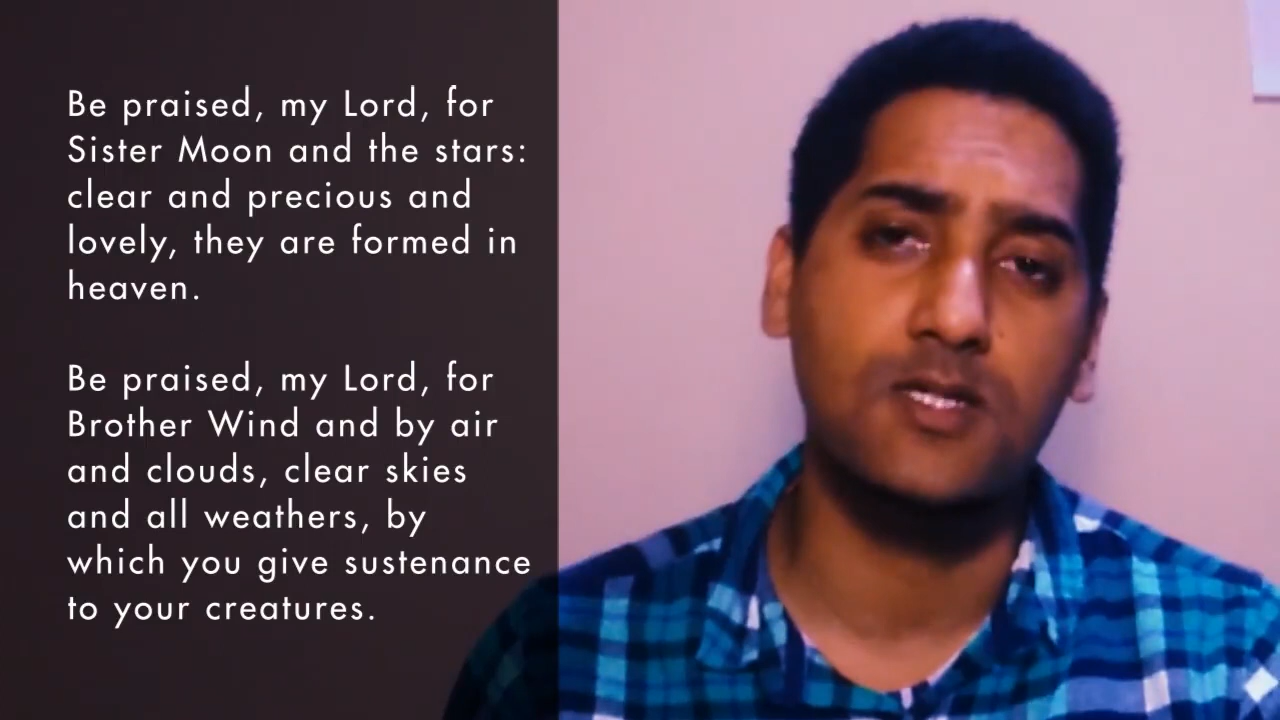 Be praised, my Lord, for
Sister Moon and the stars:
clear and precious and
lovely, they are formed in
heaven.
Be praised, my Lord, for
Brother Wind and by air
and clouds, clear skies
and all weathers, by
which you give sustenance
to your creatures.